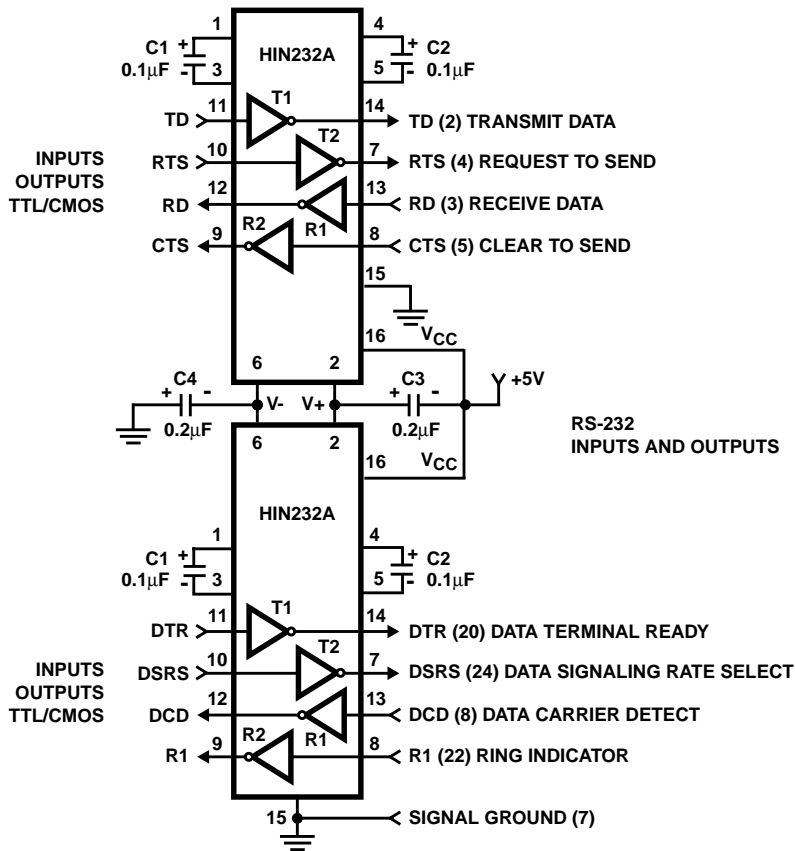 1
4
HIN232A
C1 +
0.1µF -
3
+ C2
- 0.1µF
5
T1
TD
11
14
TD (2) TRANSMIT DATA
T2
RTS
10
7
RTS (4) REQUEST TO SEND
INPUTS
OUTPUTS
TTL/CMOS
RD
12
13
RD (3) RECEIVE DATA
R2
R1
CTS
9
8
CTS (5) CLEAR TO SEND
15
16
VCC
6
2
+5V
C4
+ -
0.2µF
V-
V+
C3
+ -
0.2µF
RS-232
INPUTS AND OUTPUTS
6
2
16
VCC
HIN232A
1
4
C1 +
0.1µF -
3
+ C2
- 0.1µF
5
T1
DTR
11
14
DTR (20) DATA TERMINAL READY
T2
DSRS
10
7
DSRS (24) DATA SIGNALING RATE SELECT
INPUTS
OUTPUTS
TTL/CMOS
DCD
12
13
DCD (8) DATA CARRIER DETECT
R2
R1
R1
9
8
R1 (22) RING INDICATOR
15
SIGNAL GROUND (7)